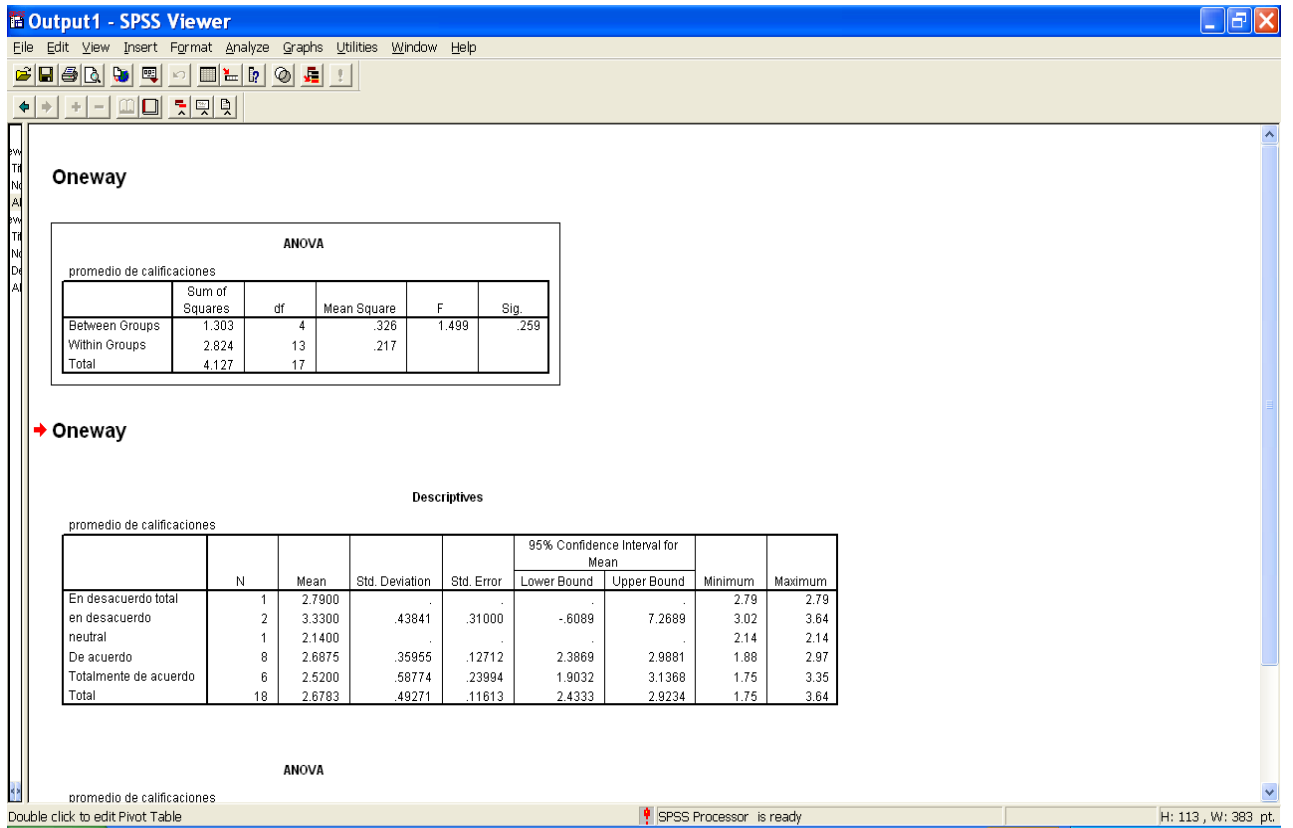 Output1 - SPSS Viewer
File Edit View Insert Format Analyze Graphs Utilities Window Help
Oneway
ANOVA
promedio de calificaciones
Sum of Squares df Mean Square F Sig.
Between Groups 1.303 4 .326 1.499 .259
Within Groups 2.824 13 .217
Total 4.127 17
Oneway
Descriptives
promedio de calificaciones
95% Confidence Interval for Mean
N Mean Std. Deviation Std. Error Lower Bound Upper Bound Minimum Maximum
En desacuerdo total 1 2.7900 . . . . 2.79 2.79
en desacuerdo 2 3.3300 .43841 .31000 -.6089 7.2689 3.02 3.64
neutral 1 2.1400 . . . . 2.14 2.14
De acuerdo 8 2.6875 .35955 .12712 2.3869 2.9881 1.88 2.97
Totalmente de acuerdo 6 2.5200 .58774 .23994 1.9032 3.1368 1.75 3.35
Total 18 2.6783 .49271 .11613 2.4333 2.9234 1.75 3.64
ANOVA
promedio de calificaciones
Double click to edit Pivot Table
SPSS Processor is ready
H: 113 , W: 383 pt.